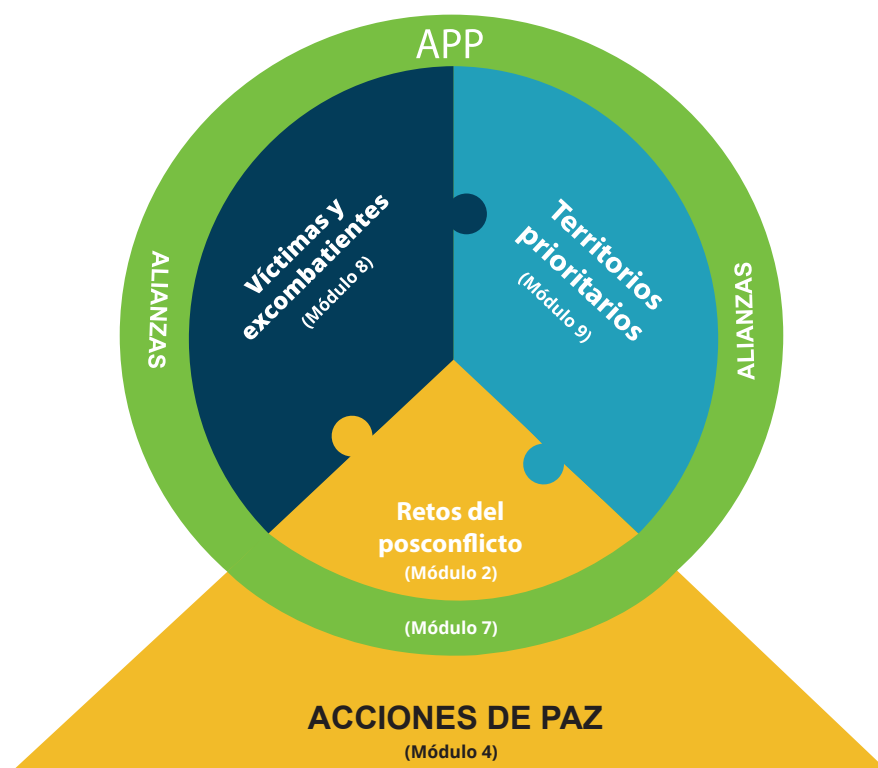 APP
ALIANZAS
Víctimas y
excombatientes
(Módulo 8)
Territorios
prioritarios
(Módulo 9)
ALIANZAS
Retos del
posconflicto
(Módulo 2)
(Módulo 7)
ACCIONES DE PAZ
(Módulo 4)